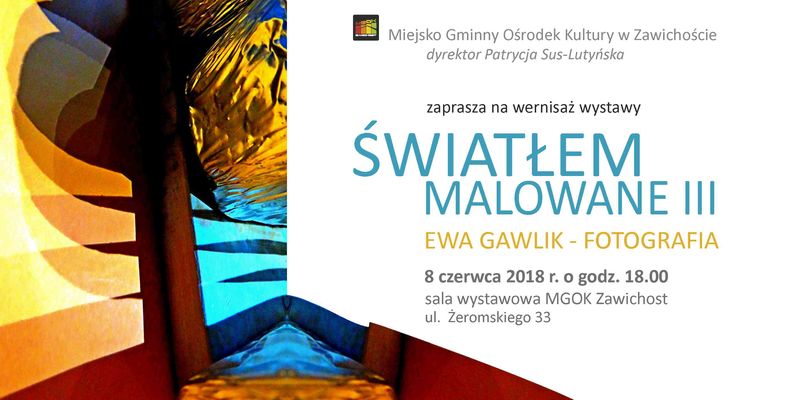 Miejsko Gminny Ośrodek Kultury w Zawichoście
dyrektor Patrycja Sus-Lutyńska
zaprasza na wernisaż wystawy
ŚWIATŁEM
MALOWANE III
EWA GAWLIK - FOTOGRAFIA
8 czerwca 2018 r. o godz. 18.00
sala wystawowa MGOK Zawichost
ul. Żeromskiego 33